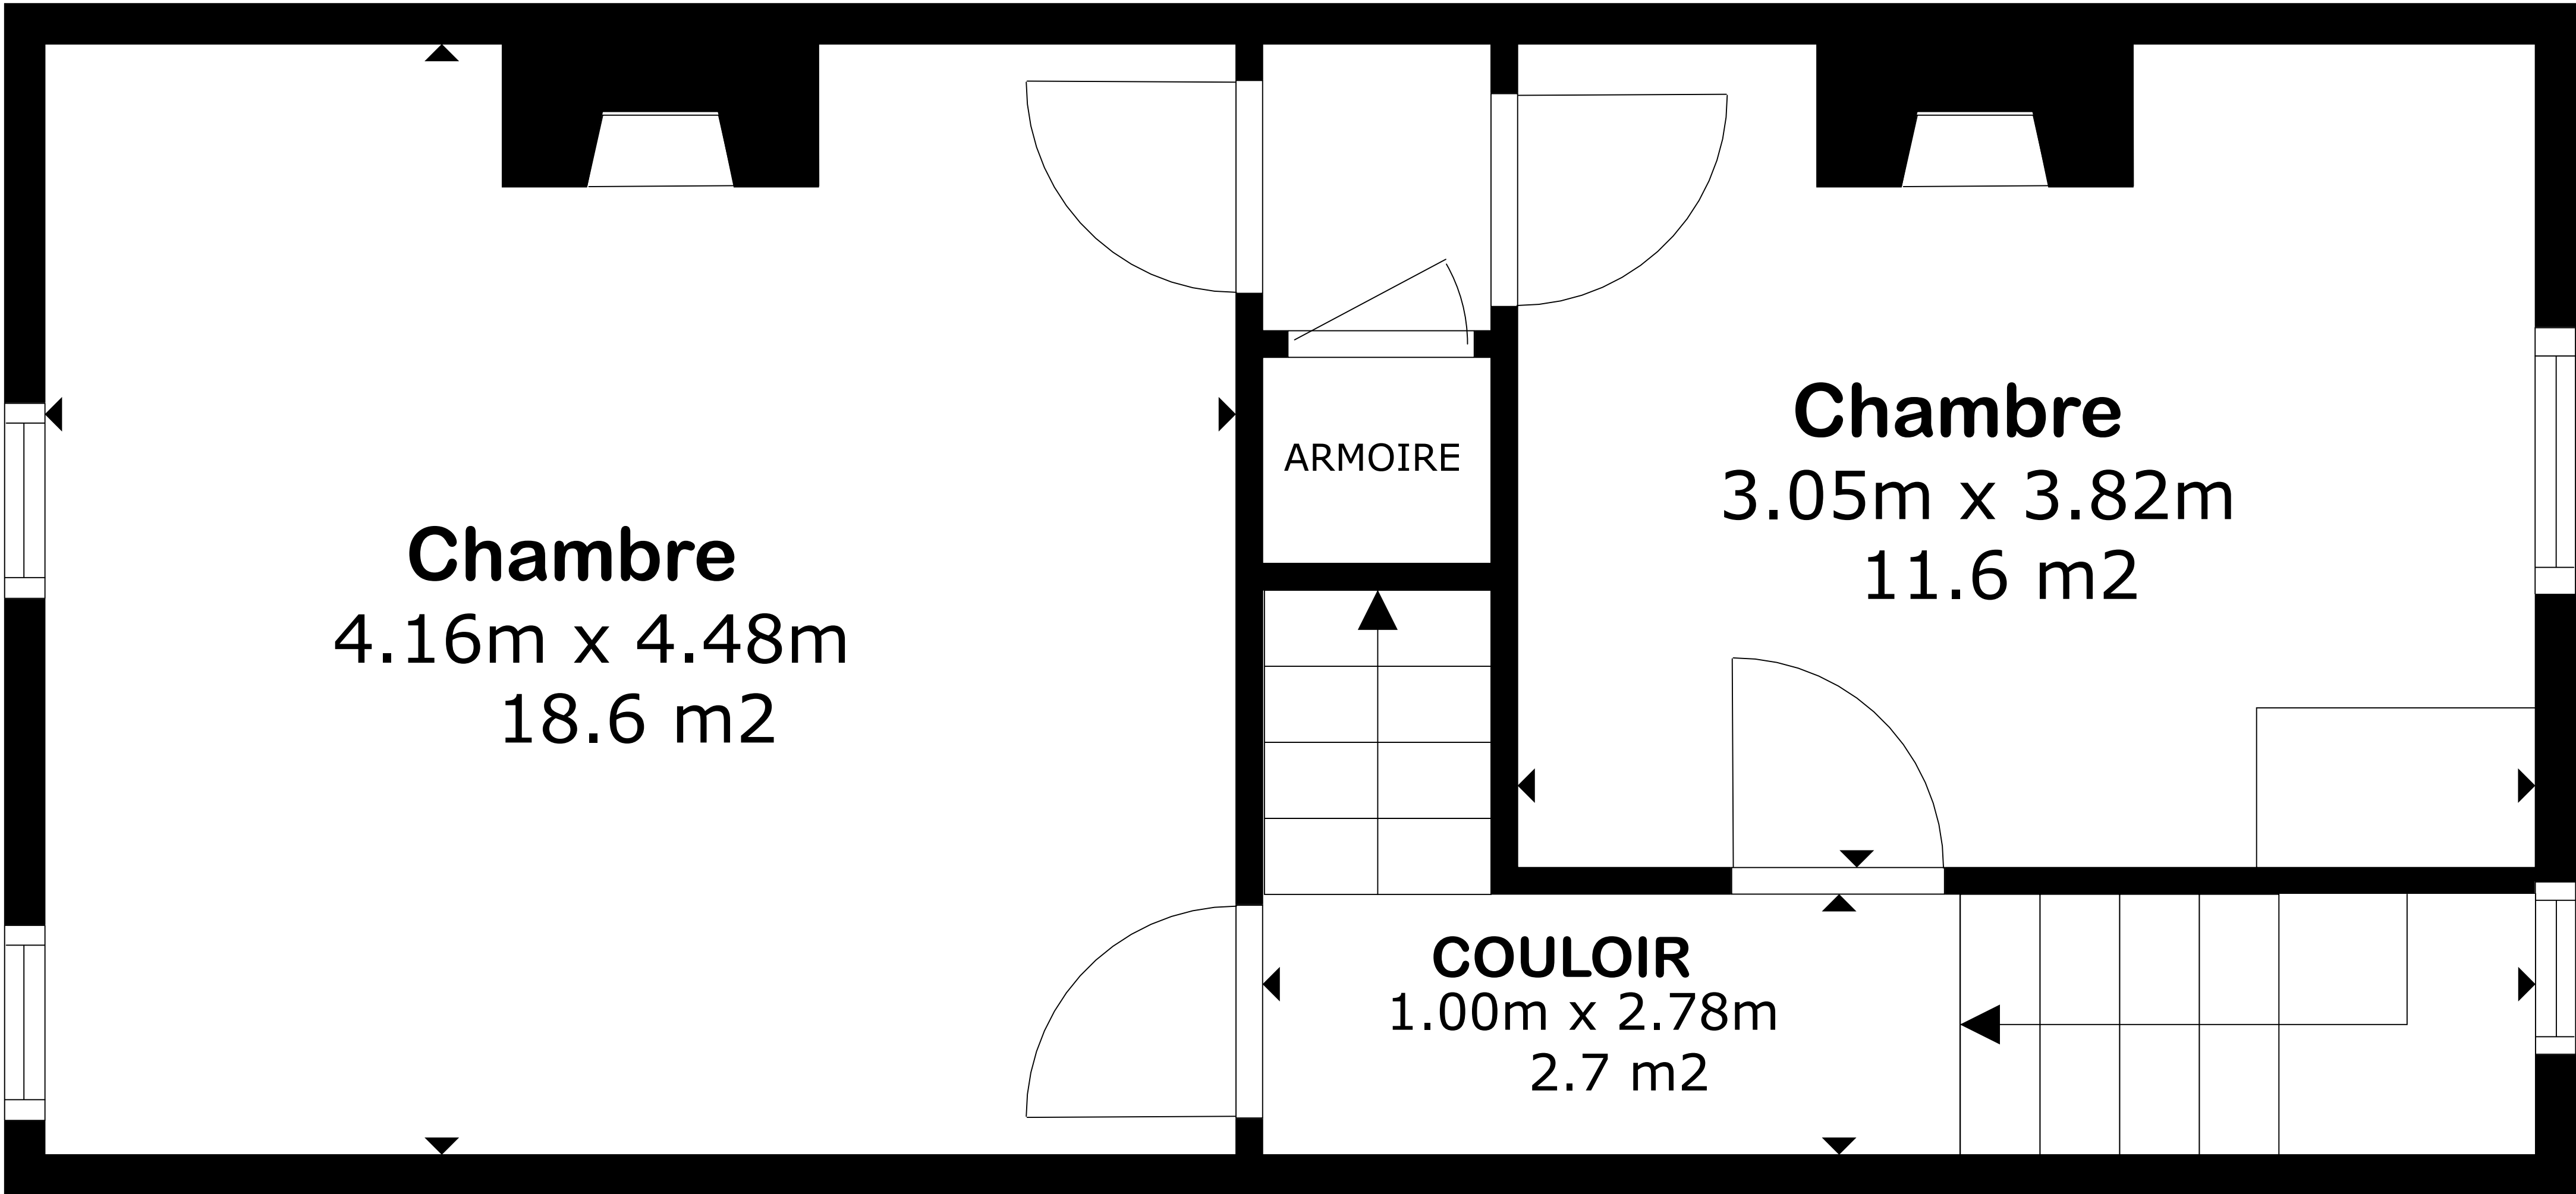 Chambre
4.16m x 4.48m
18.6 m2
ARMOIRE
Chambre
3.05m x 3.82m
11.6 m2
COULOIR
1.00m x 2.78m
2.7 m2